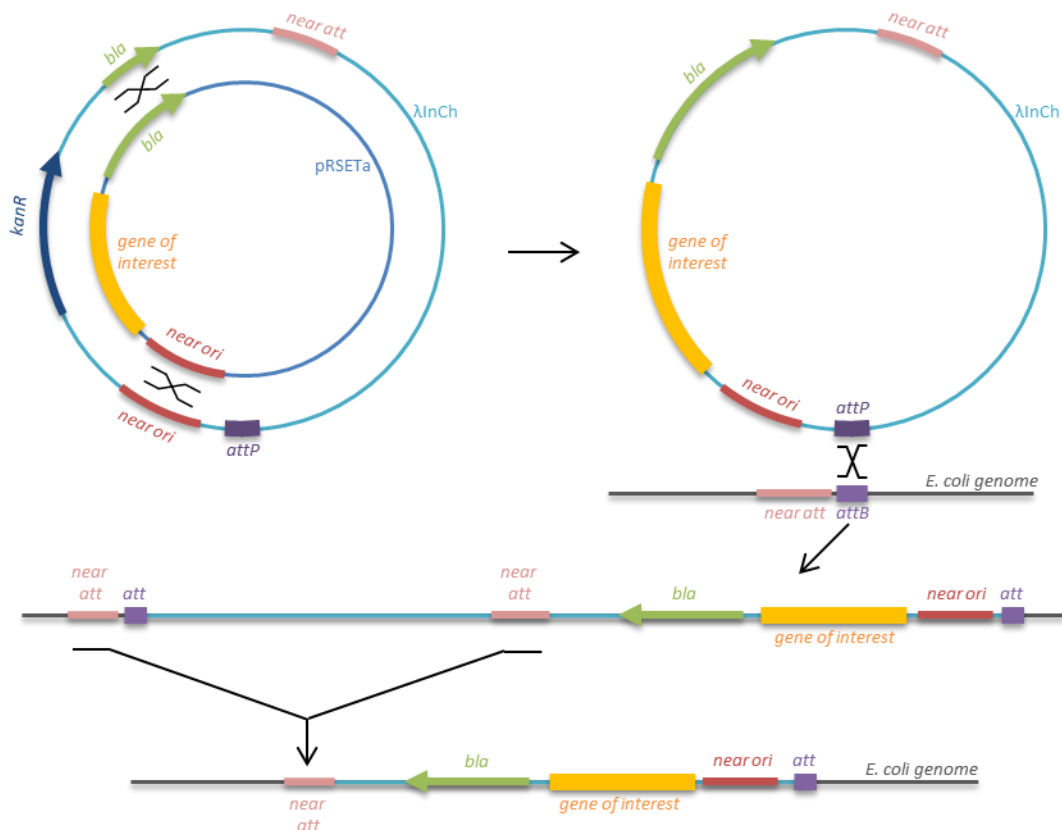 near att
bla
λInCh
bla
pRSETa
kanR
gene of
interest
near ori
near ori
attP
near att
bla
λInCh
gene of
interest
near ori
attP
E. coli genome
near att
attB
near
att
att
near
att
bla
near ori
att
gene of interest
bla
near ori
att
E. coli genome
near
att
gene of interest